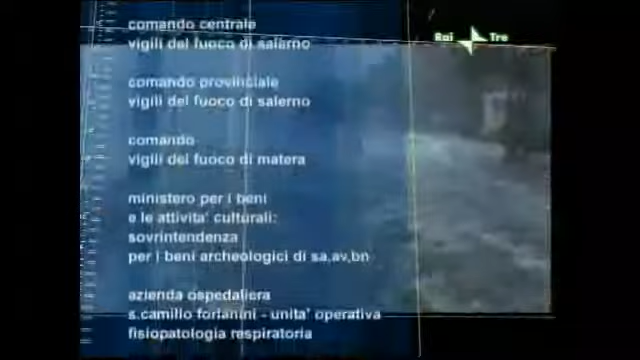 comando centrale
vigili del fuoco di salerno
Rai Tre
comando provinciale
vigili del fuoco di salerno
comando
vigili del fuoco di matera
ministero per i beni
e le attivita' culturali:
sovrintendenza
per i beni archeologici di sa,av,bn
azienda ospedaliera
s.camillo forlanini - unita' operativa
fisiopatologia respiratoria